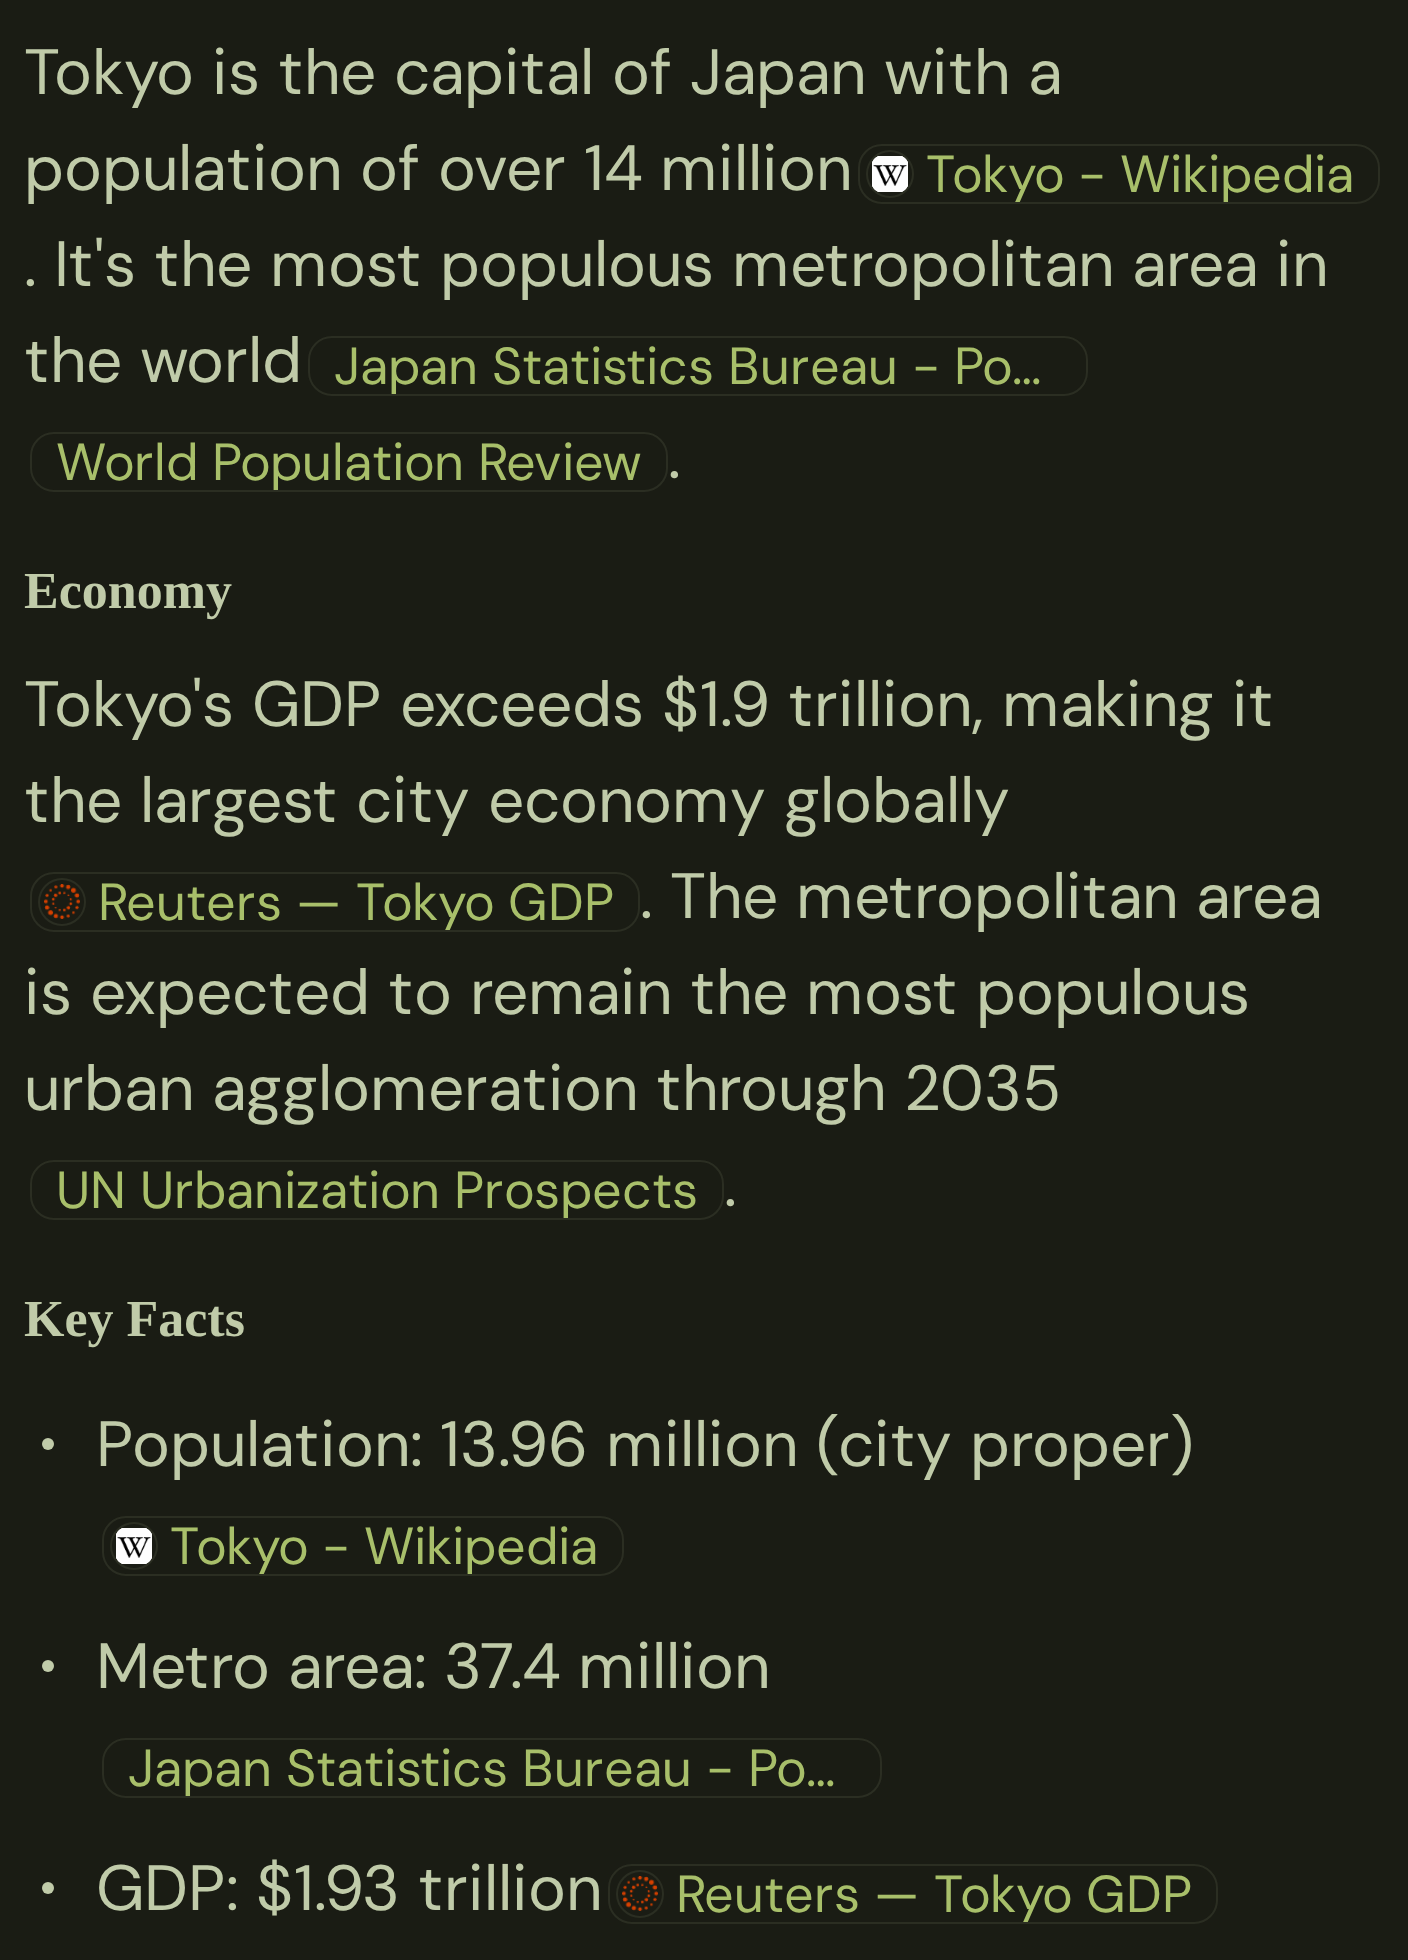 Tokyo is the capital of Japan with a
population of over 14 million W Tokyo - Wikipedia
. It's the most populous metropolitan area in
the world Japan Statistics Bureau - Po...
World Population Review .
Economy
Tokyo's GDP exceeds $1.9 trillion, making it
the largest city economy globally
Reuters — Tokyo GDP . The metropolitan area
is expected to remain the most populous
urban agglomeration through 2035
UN Urbanization Prospects .
Key Facts
• Population: 13.96 million (city proper)
W Tokyo - Wikipedia
• Metro area: 37.4 million
Japan Statistics Bureau - Po...
• GDP: $1.93 trillion Reuters — Tokyo GDP